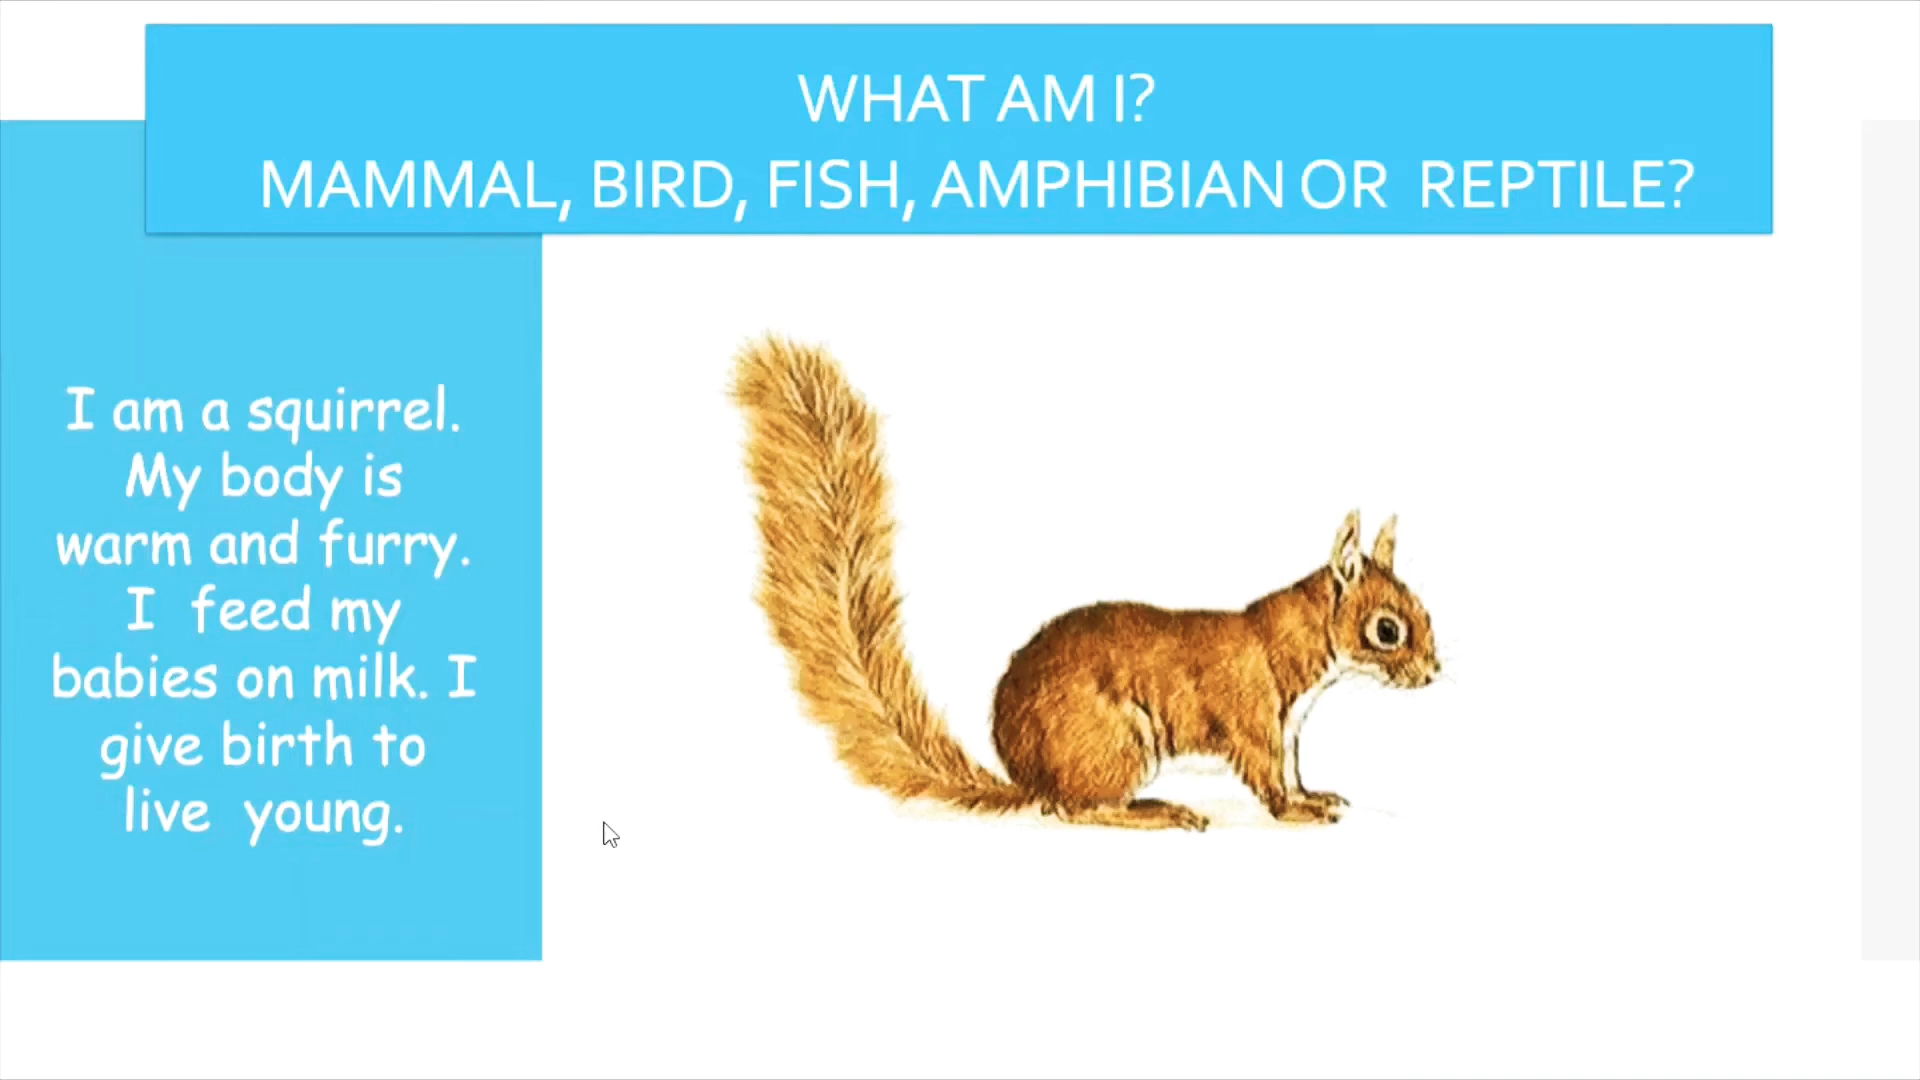 WHAT AM I?
MAMMAL, BIRD, FISH, AMPHIBIAN OR REPTILE?
I am a squirrel.
My body is
warm and furry.
I feed my
babies on milk. I
give birth to
live young.